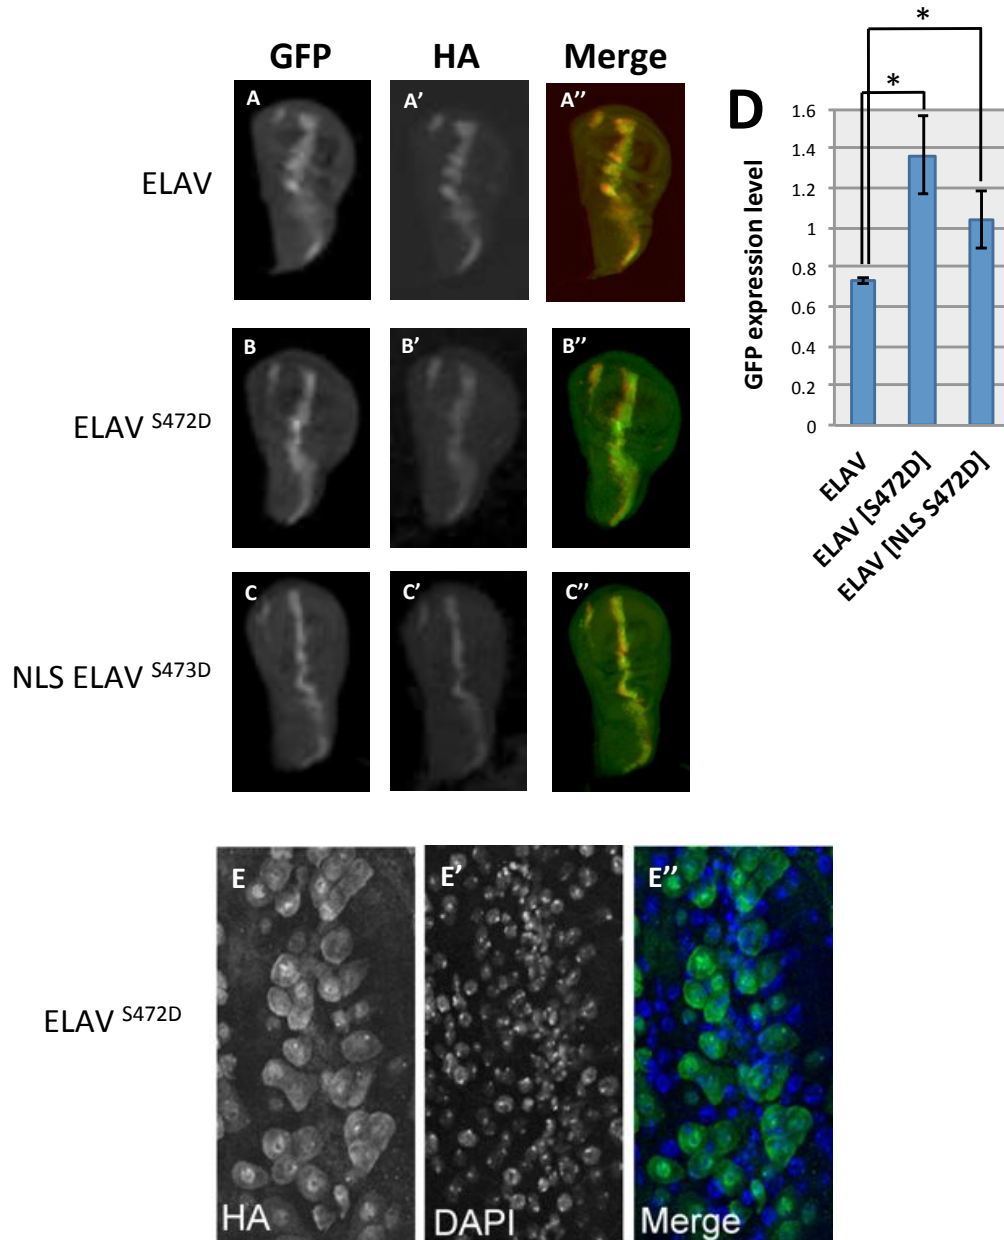 GFP HA Merge
ELAV
A A' A''
ELAV S472D
B B' B''
NLS ELAV S473D
C C' C''
D
*
*
GFP expression level
1.6
1.4
1.2
1
0.8
0.6
0.4
0.2
0
ELAV
ELAV [S472D]
ELAV [NLS S472D]
ELAV S472D
E E' E''
HA DAPI Merge